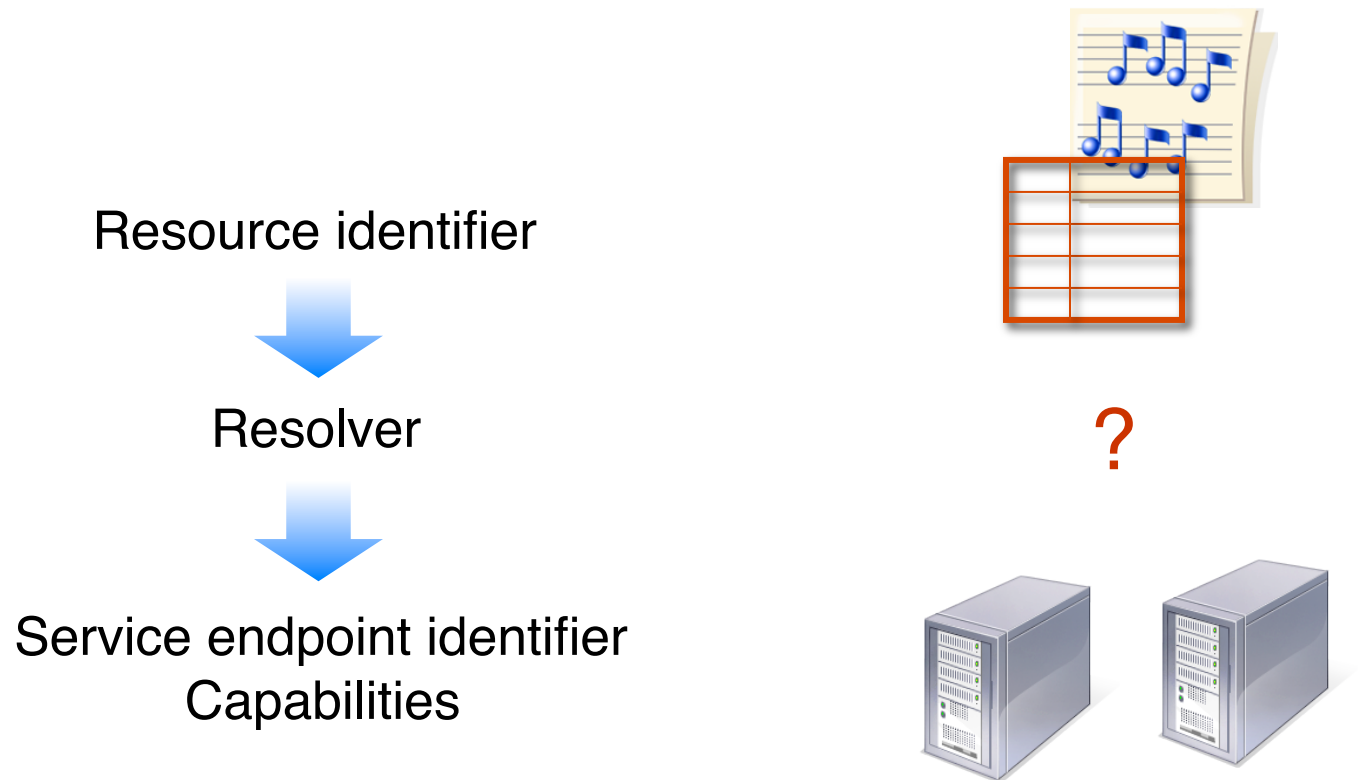 Resource identifier
Resolver
?
Service endpoint identifier
Capabilities